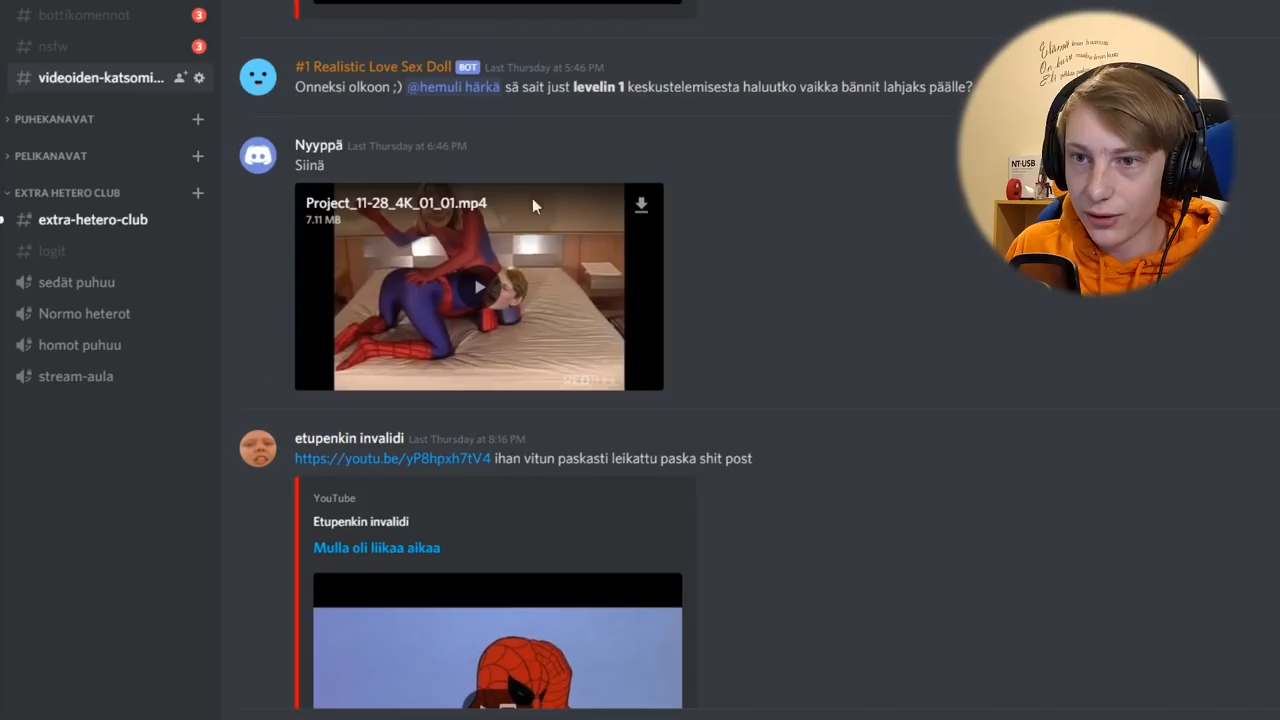 bottikomennot
3
nsfw
3
videoiden-katsomi...
PUHEKANAVAT
PELIKANAVAT
EXTRA HETERO CLUB
extra-hetero-club
logit
sedät puhuu
Normo heterot
homot puhuu
stream-aula
#1 Realistic Love Sex Doll BOT Last Thursday at 5:46 PM
Onneksi olkoon ;) @hemuli härkä sä sait just levelin 1 keskustelemisesta haluutko vaikka bännit lahjaks päälle?
Nyyppä Last Thursday at 6:46 PM
Siinä
Project_11-28_4K_01_01.mp4
7.11 MB
etupenkin invalidi Last Thursday at 8:16 PM
https://youtu.be/yP8hpxh7tV4 ihan vitun paskasti leikattu paska shit post
YouTube
Etupenkin invalidi
Mulla oli liikaa aikaa
NT-USB